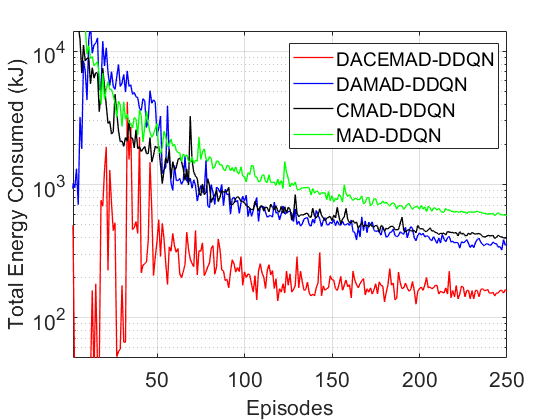 Total Energy Consumed (kJ)
10^4
10^3
10^2
DACEMAD-DDQN
DAMAD-DDQN
CMAD-DDQN
MAD-DDQN
50 100 150 200 250
Episodes